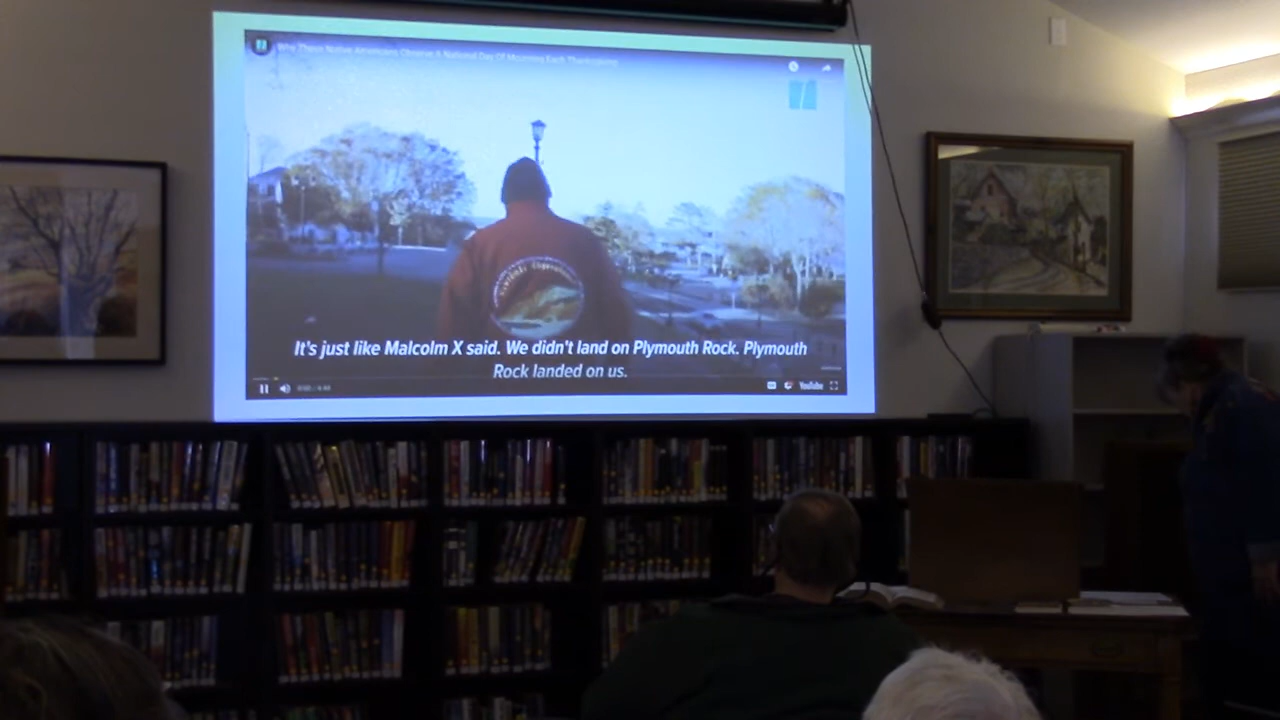 Why These Native Americans Observe A National Day Of Mourning Each Thanksgiving
It's just like Malcolm X said. We didn't land on Plymouth Rock. Plymouth
Rock landed on us.
YouTube